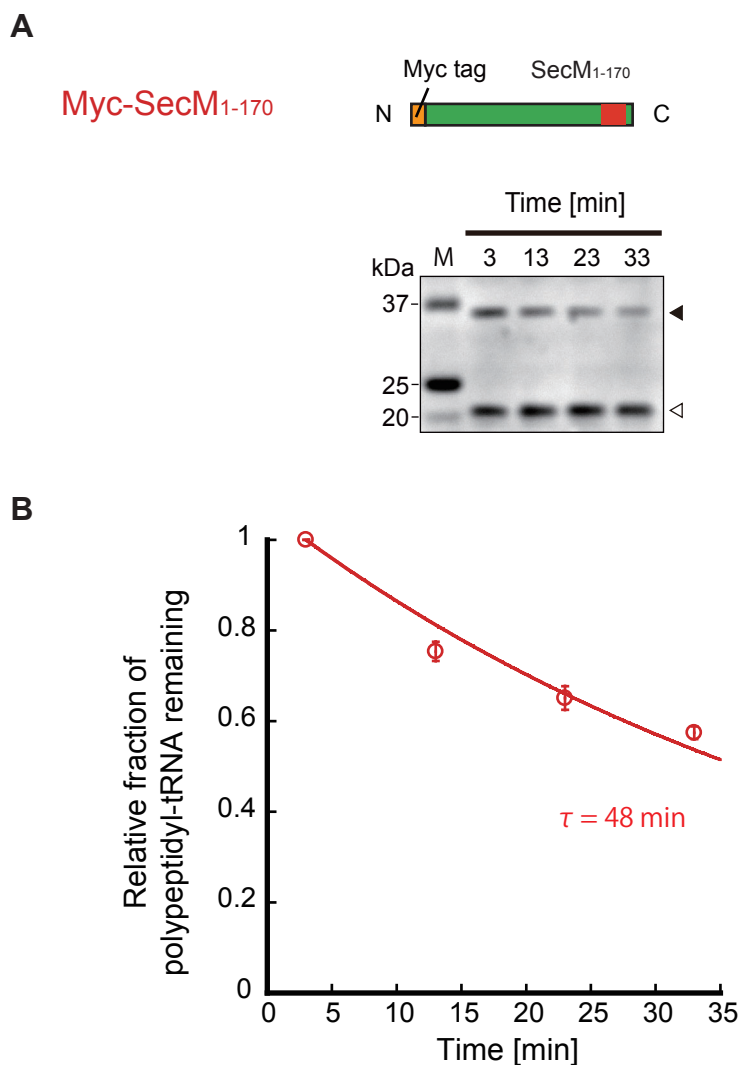 A
Myc-SecM1-170
Myc tag
SecM1-170
N
C
Time [min]
kDa
M
3
13
23
33
37
25
20
B
1
0.8
0.6
0.4
0.2
0
Relative fraction of
polypeptidyl-tRNA remaining
τ = 48 min
0
5
10
15
20
25
30
35
Time [min]